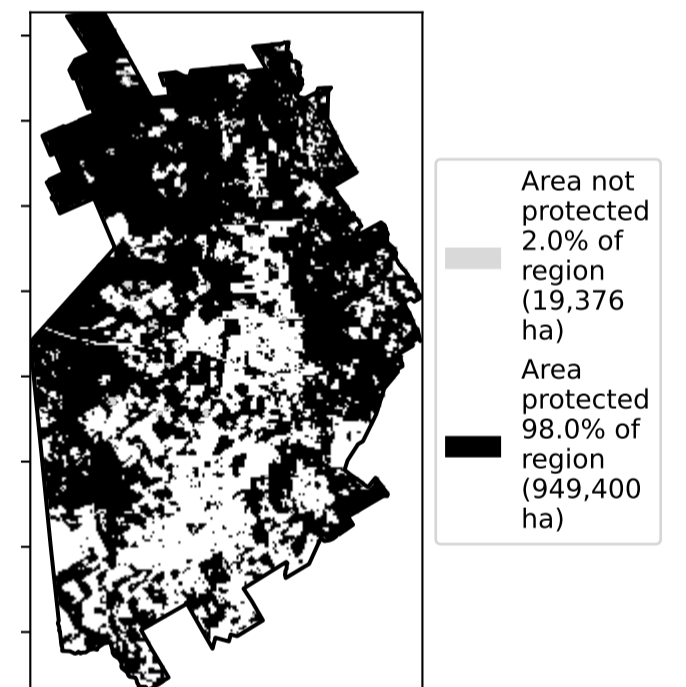 Area not
protected
2.0% of
region
(19,376
ha)
Area
protected
98.0% of
region
(949,400
ha)